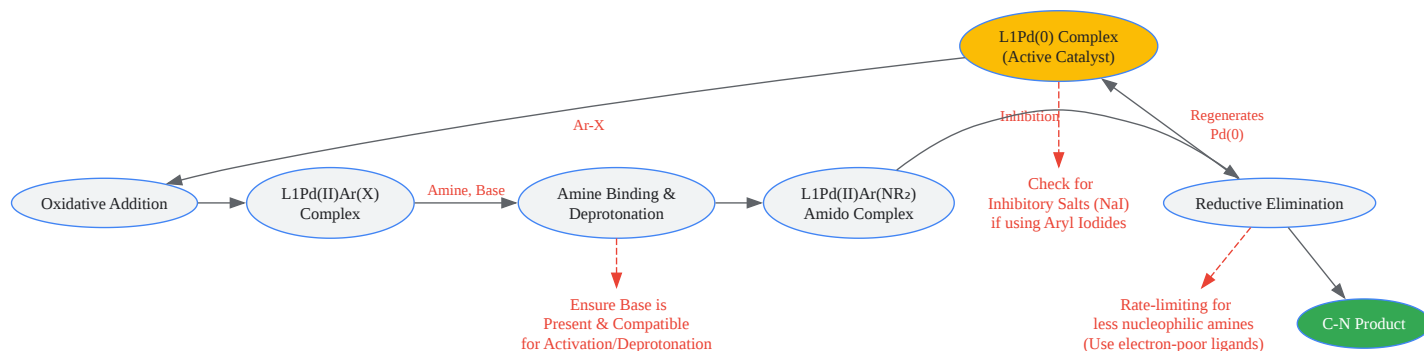 L1Pd(0) Complex
(Active Catalyst)
Ar-X
Inhibition
Regenerates
Pd(0)
Oxidative Addition
L1Pd(II)Ar(X)
Complex
Amine, Base
Amine Binding &
Deprotonation
L1Pd(II)Ar(NR₂)
Amido Complex
Check for
Inhibitory Salts (NaI)
if using Aryl Iodides
Reductive Elimination
Ensure Base is
Present & Compatible
for Activation/Deprotonation
Rate-limiting for
less nucleophilic amines
(Use electron-poor ligands)
C-N Product